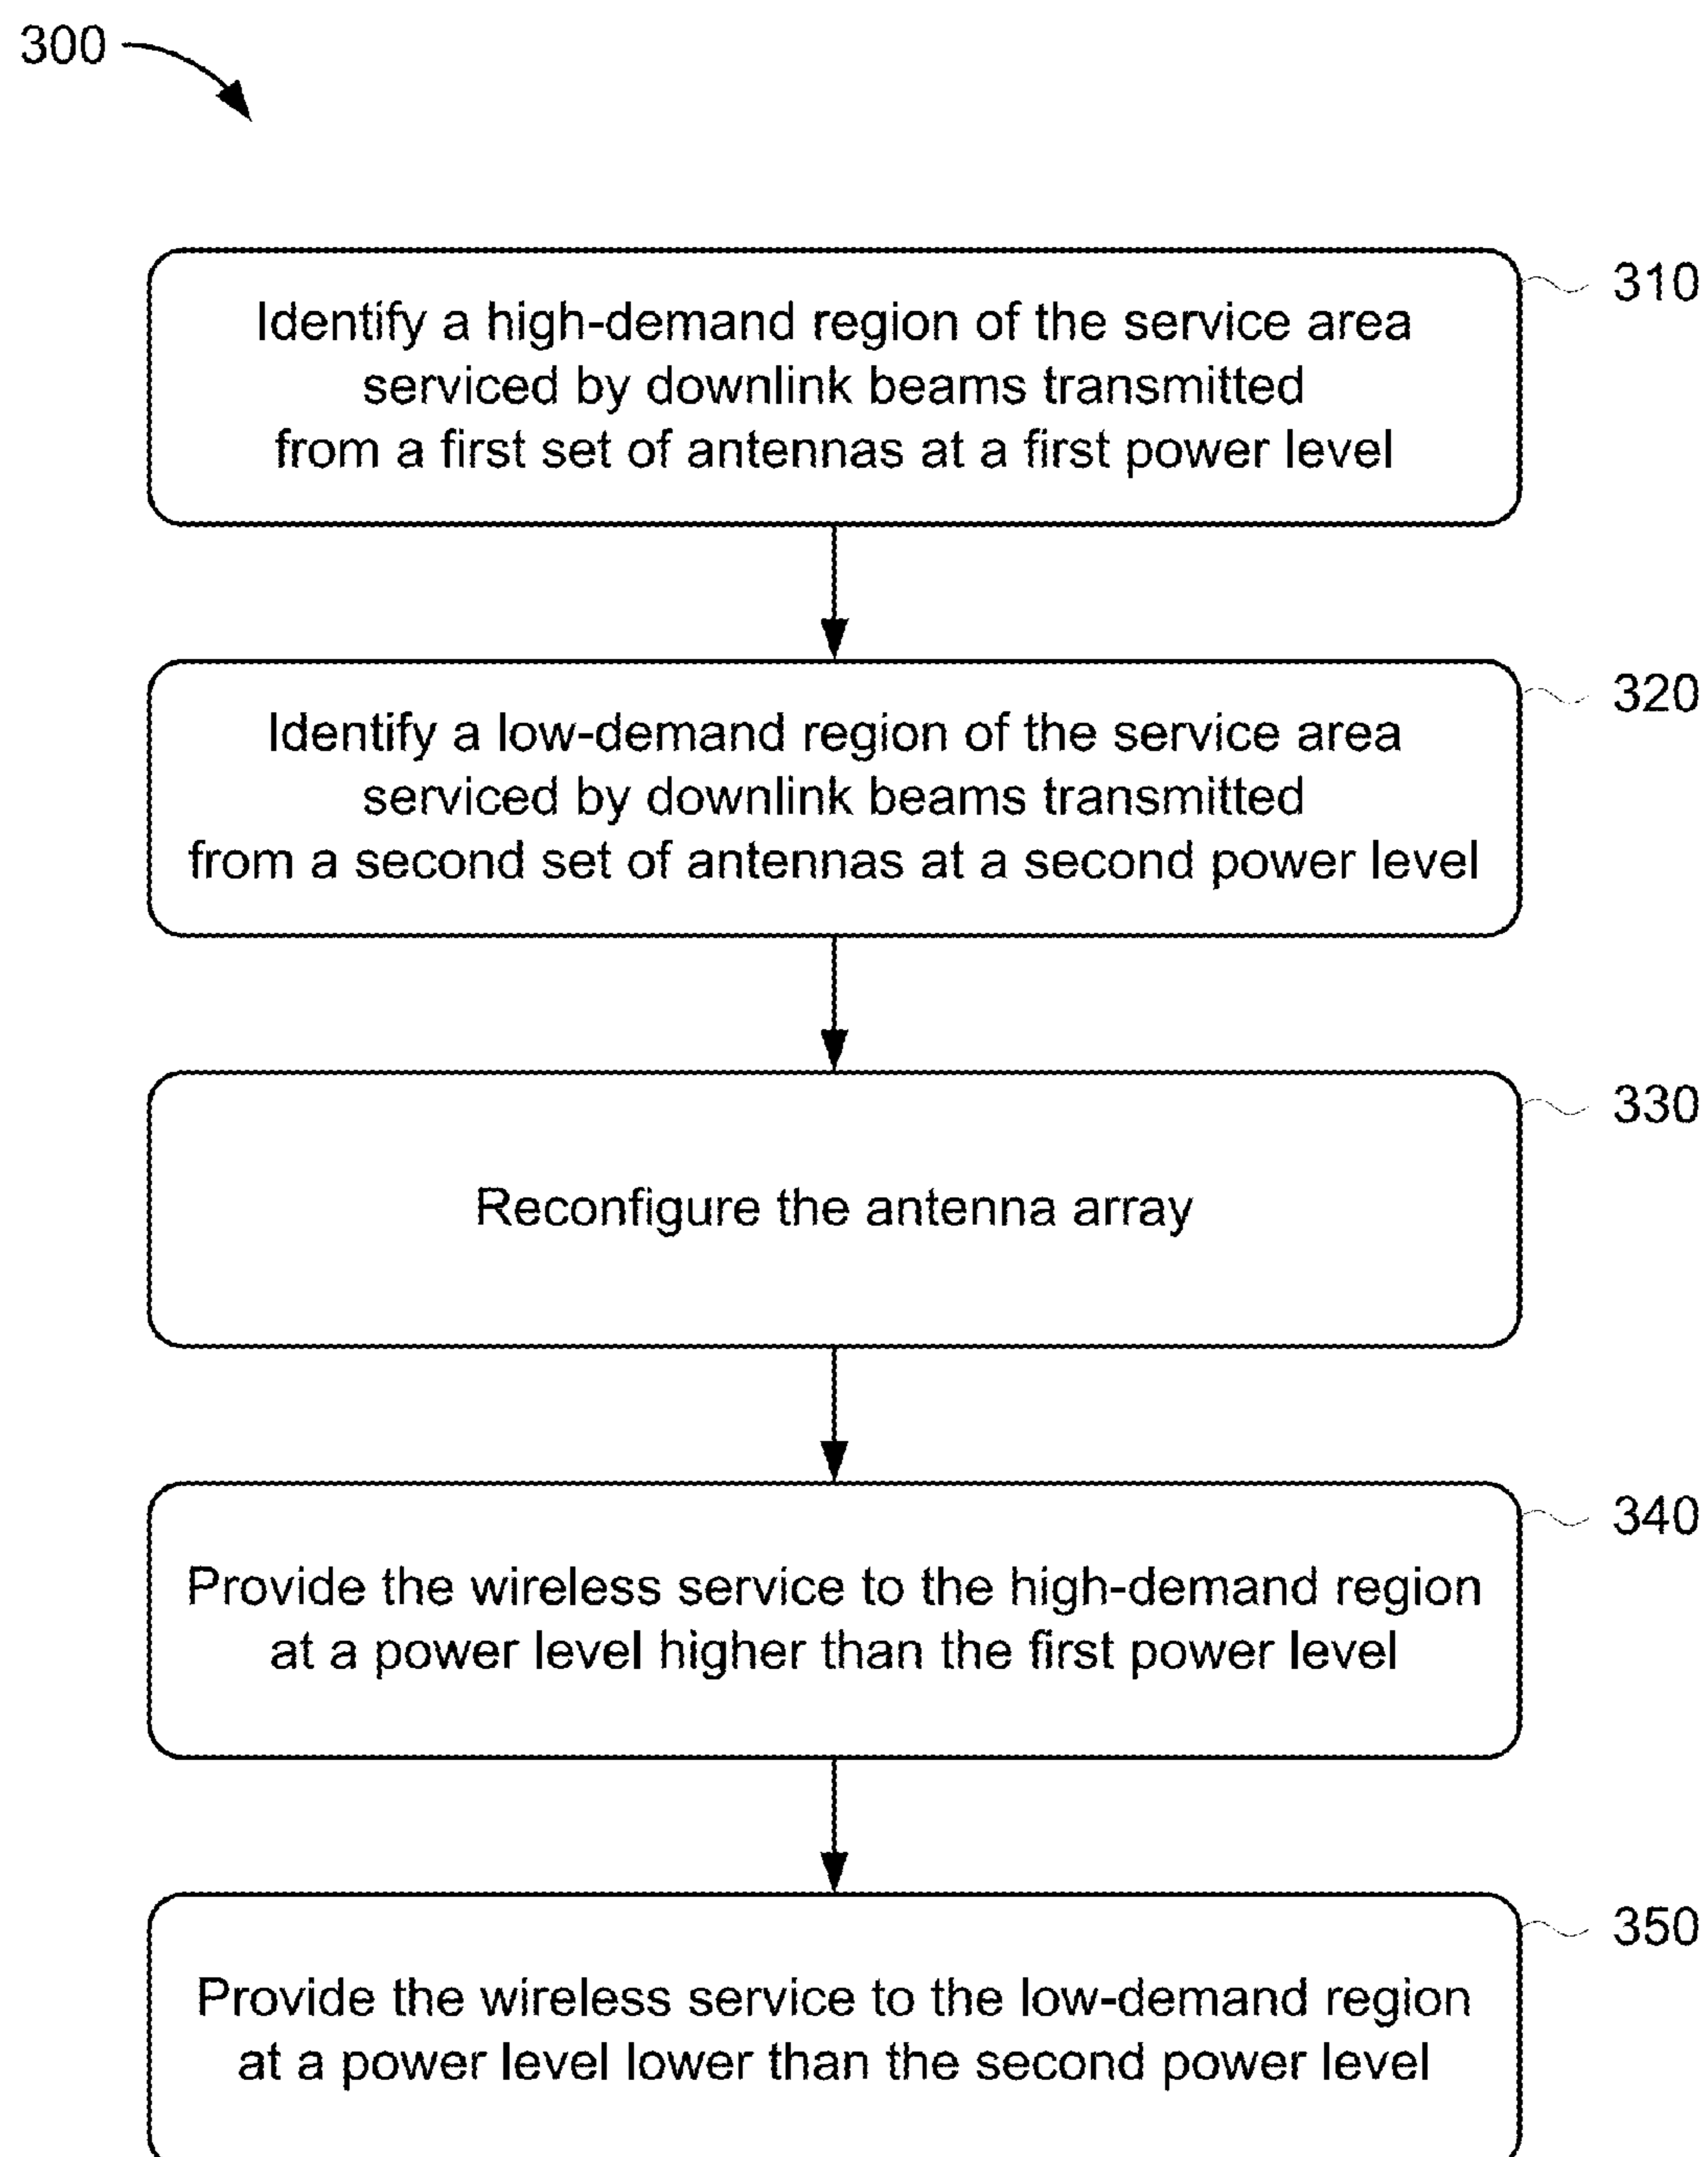 300
310
Identify a high-demand region of the service area
serviced by downlink beams transmitted
from a first set of antennas at a first power level
320
Identify a low-demand region of the service area
serviced by downlink beams transmitted
from a second set of antennas at a second power level
330
Reconfigure the antenna array
340
Provide the wireless service to the high-demand region
at a power level higher than the first power level
350
Provide the wireless service to the low-demand region
at a power level lower than the second power level